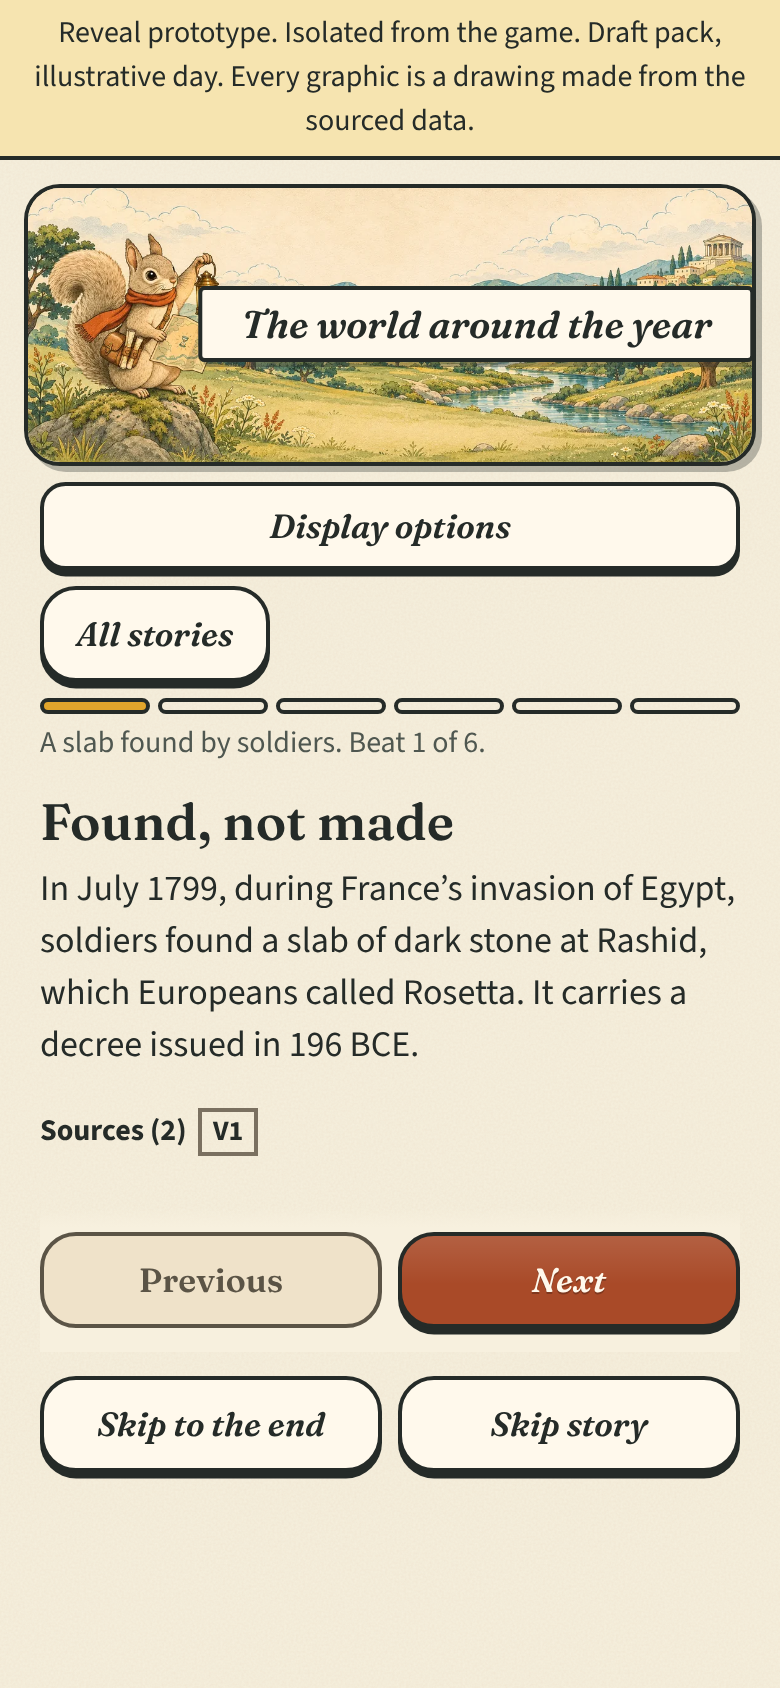 Reveal prototype. Isolated from the game. Draft pack,
illustrative day. Every graphic is a drawing made from the
sourced data.
The world around the year
Display options
All stories
A slab found by soldiers. Beat 1 of 6.
Found, not made
In July 1799, during France’s invasion of Egypt,
soldiers found a slab of dark stone at Rashid,
which Europeans called Rosetta. It carries a
decree issued in 196 BCE.
Sources (2) V1
Previous
Next
Skip to the end
Skip story